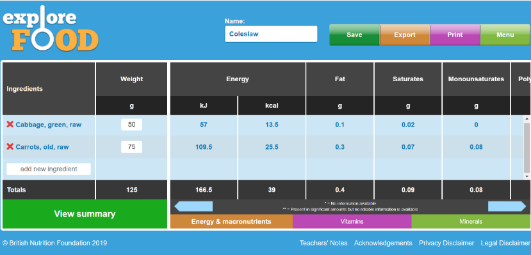 explore
FOOD
Name:
Coleslaw
Save Export Print Menu
Ingredients Weight Energy Fat Saturates Monounsaturates Poly
g kJ kcal g g g
Cabbage, green, raw 50 57 13.5 0.1 0.02 0
Carrots, old, raw 75 109.5 25.5 0.3 0.07 0.08
add new ingredient
Totals 125 166.5 39 0.4 0.09 0.08
* = No information available
** = Present in significant amounts but no reliable information is available
View summary
Energy & macronutrients Vitamins Minerals
© British Nutrition Foundation 2019 Teachers' Notes Acknowledgements Privacy Disclaimer Legal Disclaimer